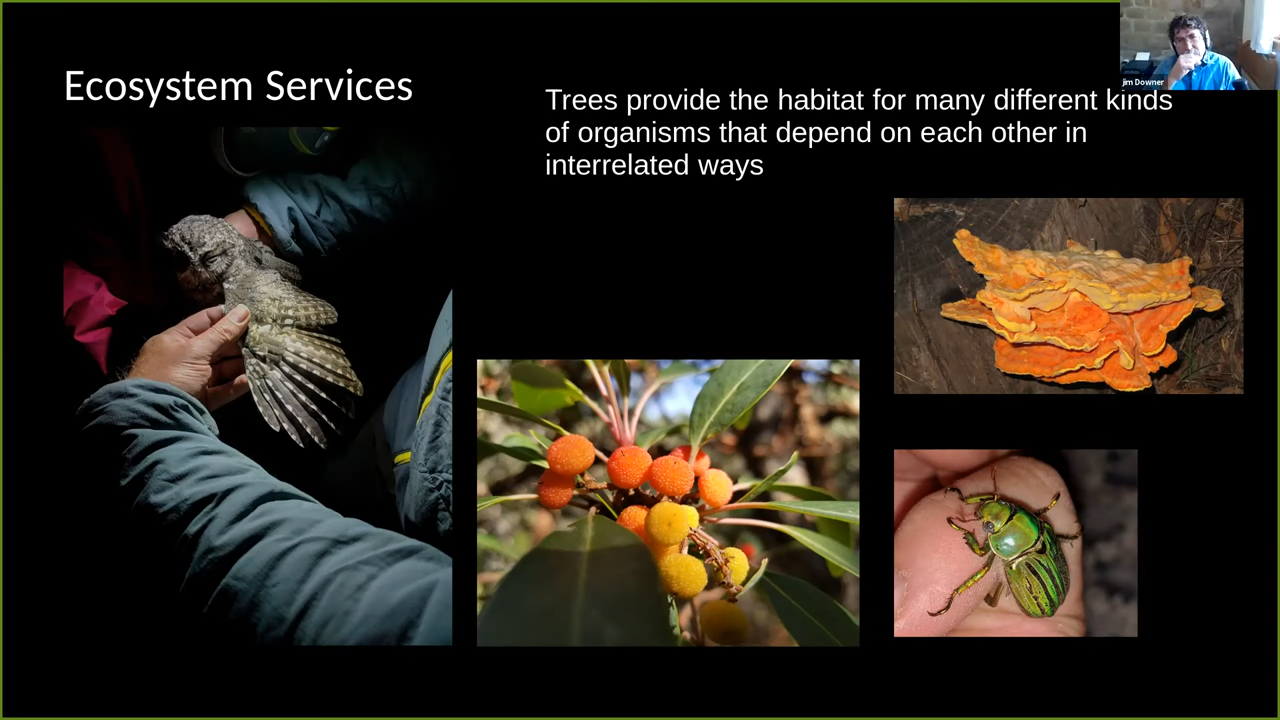 Ecosystem Services
Trees provide the habitat for many different kinds
of organisms that depend on each other in
interrelated ways
Jim Downer